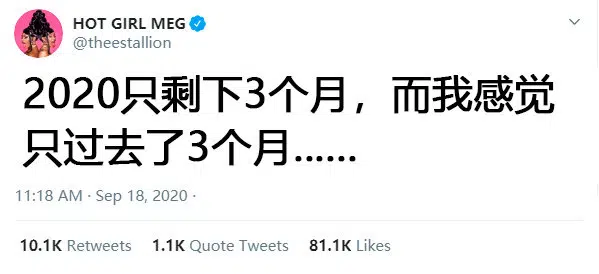 HOT GIRL MEG
@theestallion
2020只剩下3个月，而我感觉
只过去了3个月......
11:18 AM · Sep 18, 2020 ·
10.1K Retweets 1.1K Quote Tweets 81.1K Likes